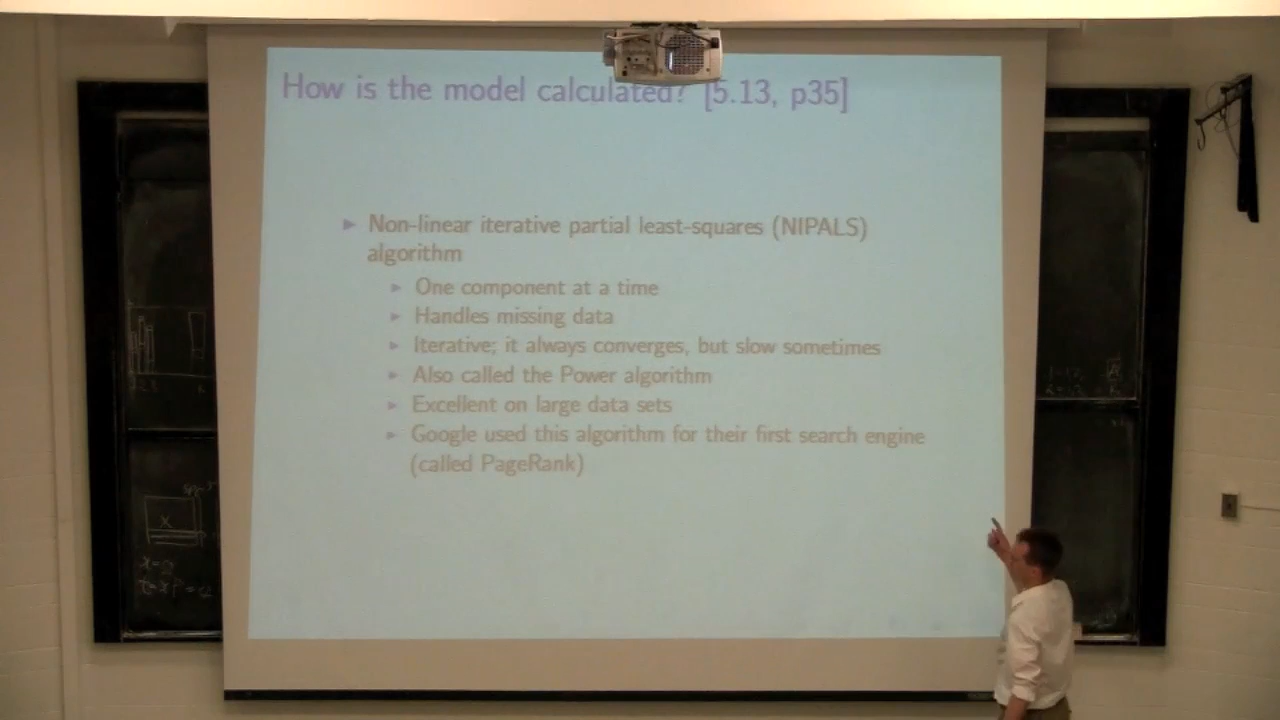 How is the model calculated? [5.13, p35]
Non-linear iterative partial least-squares (NIPALS)
algorithm
One component at a time
Handles missing data
Iterative; it always converges, but slow sometimes
Also called the Power algorithm
Excellent on large data sets
Google used this algorithm for their first search engine
(called PageRank)
X